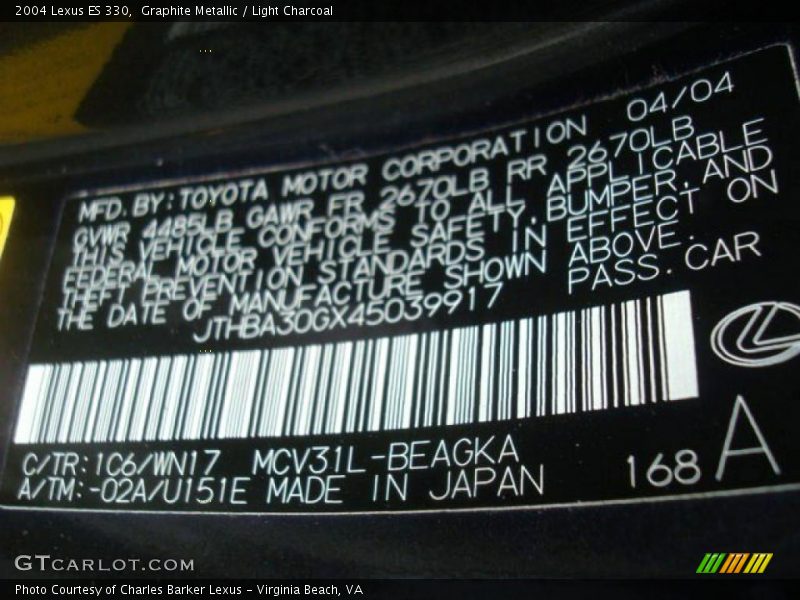 2004 Lexus ES 330, Graphite Metallic / Light Charcoal
MFD. BY: TOYOTA MOTOR CORPORATION 04/04
GVWR 4485LB GAWR FR 2670LB RR 2670LB
THIS VEHICLE CONFORMS TO ALL APPLICABLE
FEDERAL MOTOR VEHICLE SAFETY, BUMPER, AND
THEFT PREVENTION STANDARDS IN EFFECT ON
THE DATE OF MANUFACTURE SHOWN ABOVE.
JTHBA30GX45039917 PASS. CAR
C/TR: 1C6/WN17 MCV31L-BEAGKA
A/TM: -02A/U151E MADE IN JAPAN 168 A
GTCARLOT.COM
Photo Courtesy of Charles Barker Lexus - Virginia Beach, VA